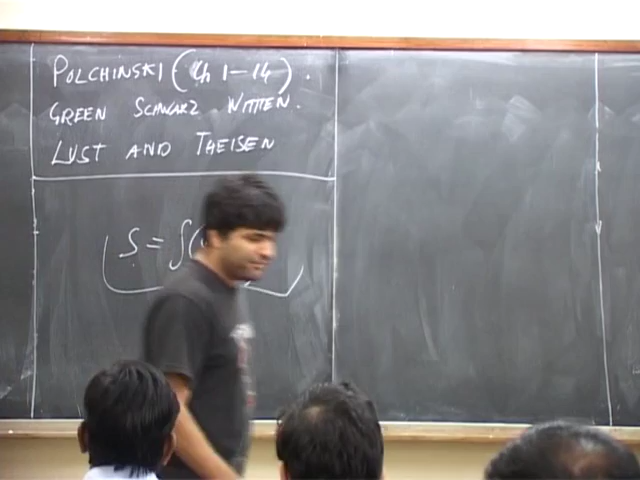 POLCHINSKI (Ch 1-14).
GREEN SCHWARZ WITTEN.
LUST AND THEISEN
S = ∫(